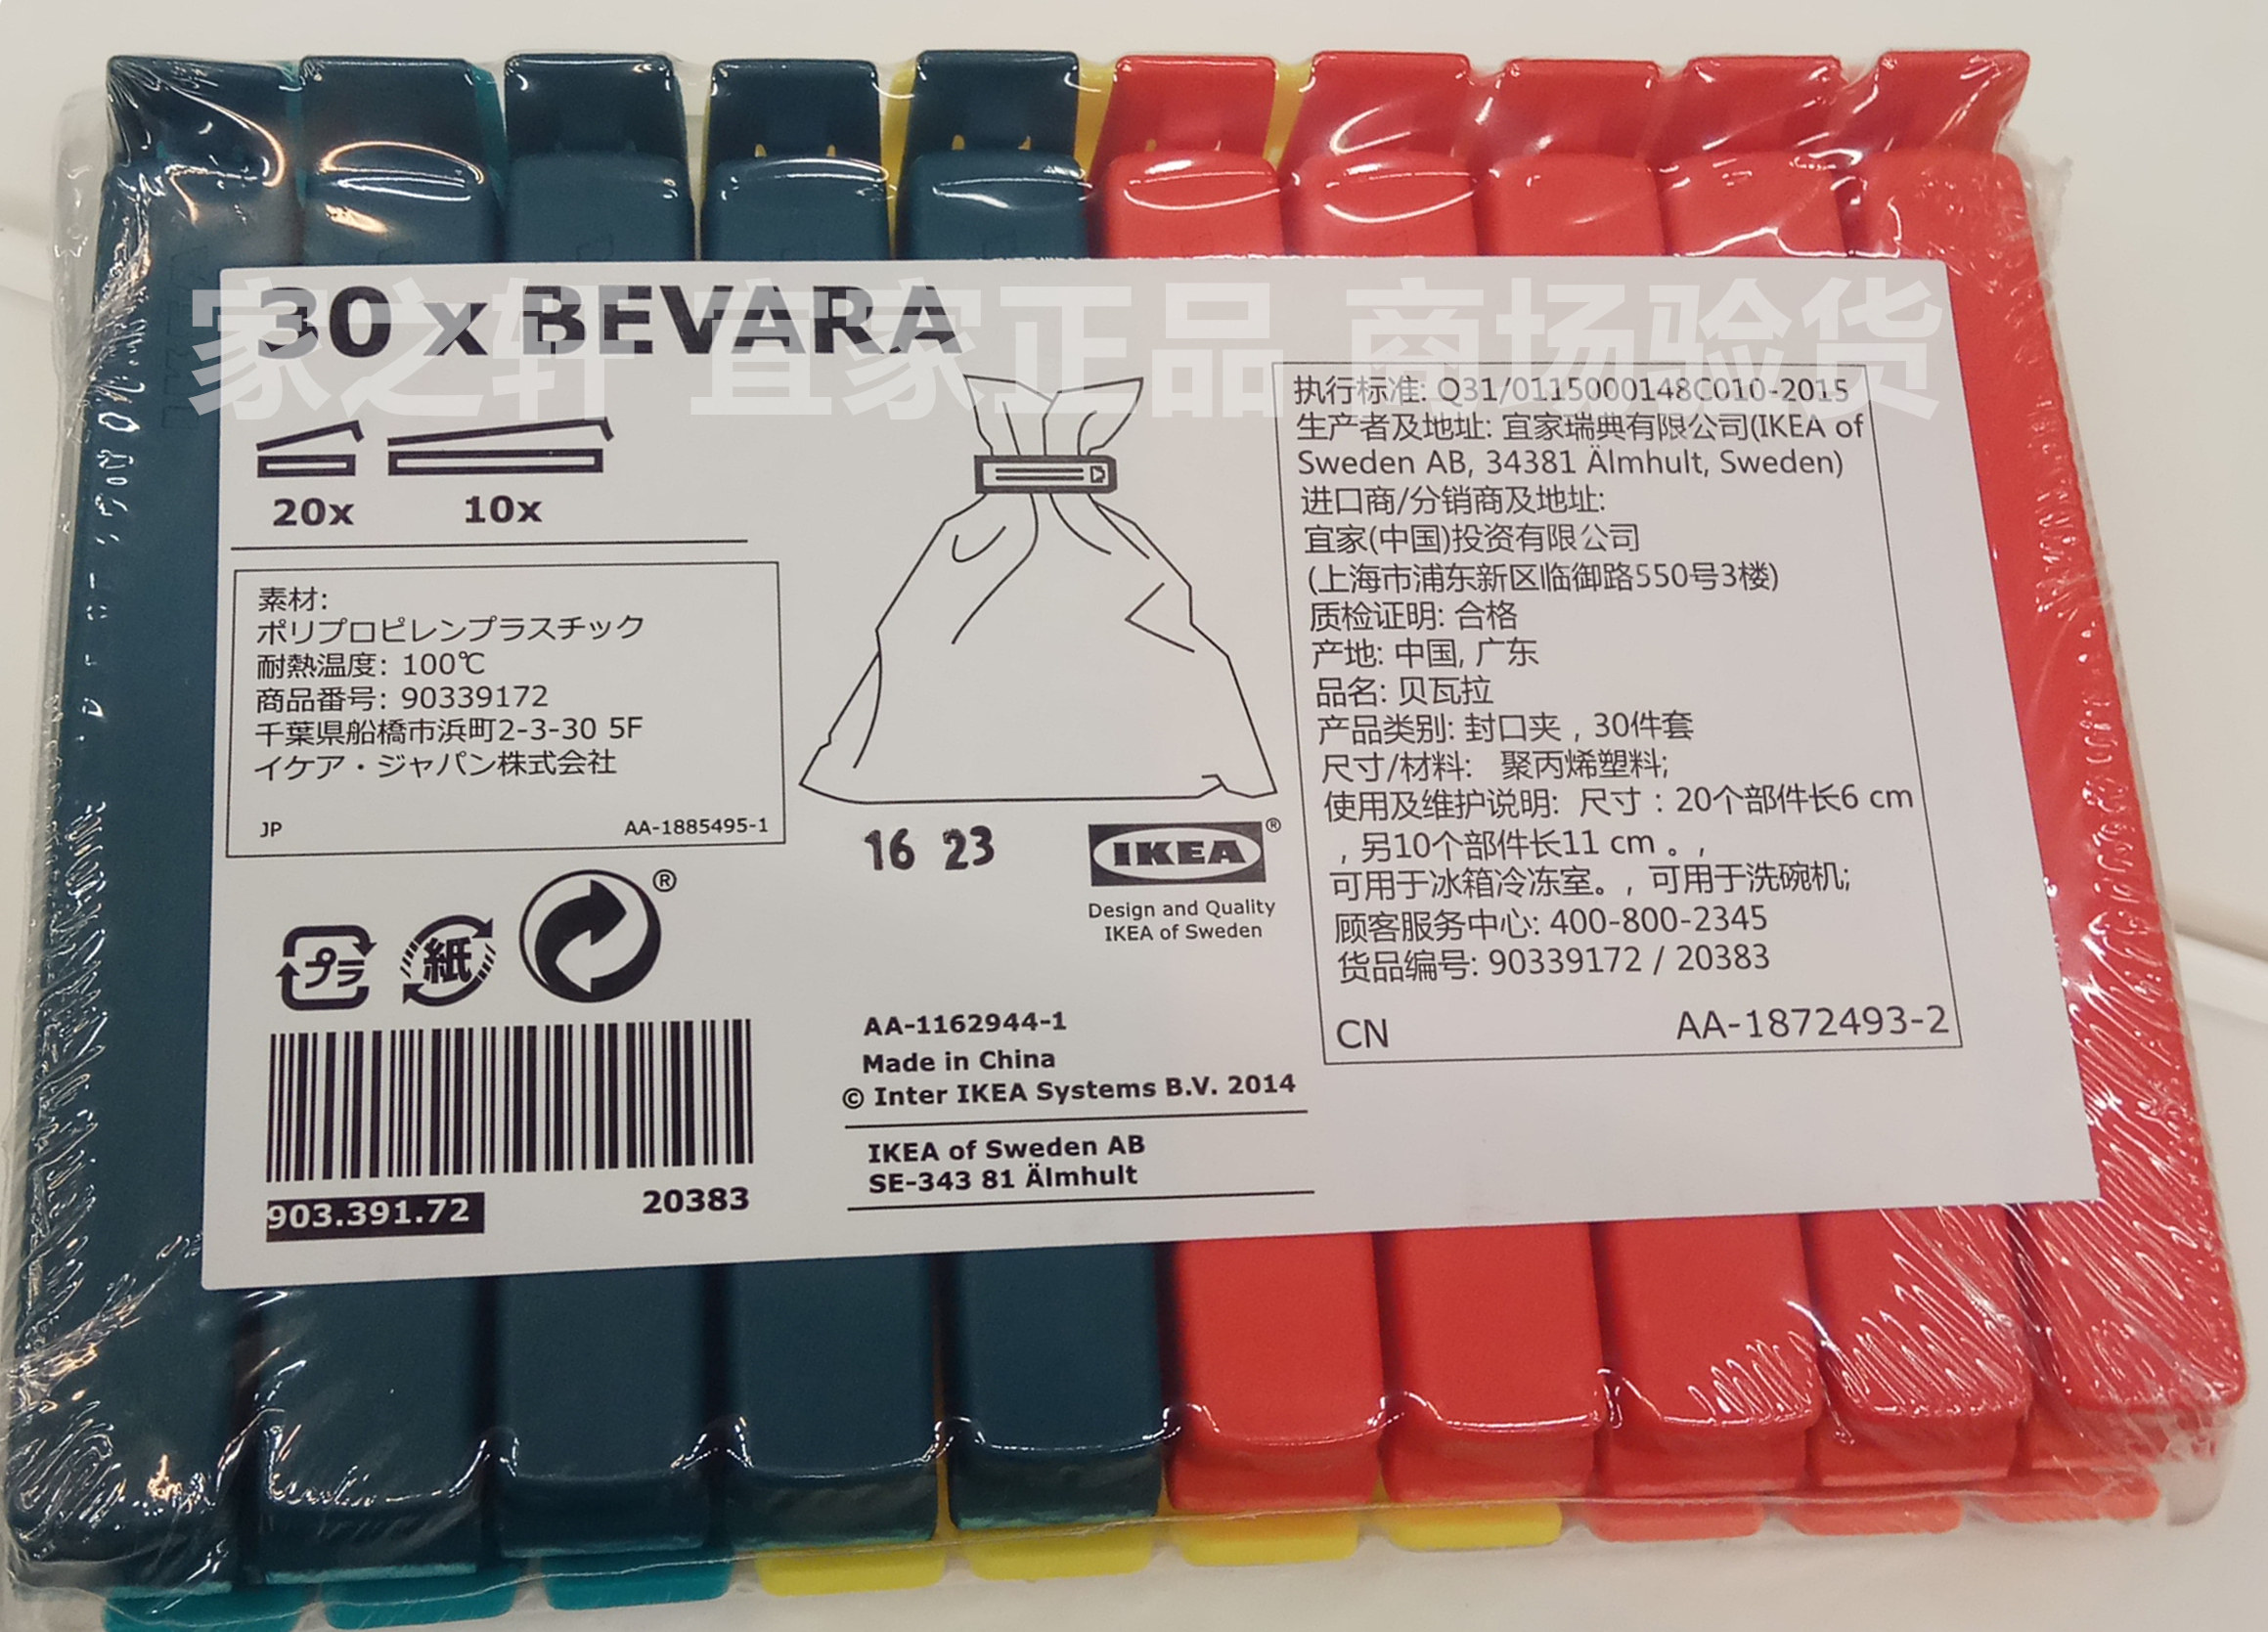 家之轩 宜家正品 商场验货
30 x BEVARA
20x 10x
素材:
ポリプロピレンプラスチック
耐熱温度: 100℃
商品番号: 90339172
千葉県船橋市浜町2-3-30 5F
イケア・ジャパン株式会社
JP AA-1885495-1
プラ 紙 ®
903.391.72 20383
16 23
IKEA ®
Design and Quality
IKEA of Sweden
AA-1162944-1
Made in China
© Inter IKEA Systems B.V. 2014
IKEA of Sweden AB
SE-343 81 Älmhult
执行标准: Q31/0115000148C010-2015
生产者及地址: 宜家瑞典有限公司(IKEA of
Sweden AB, 34381 Älmhult, Sweden)
进口商/分销商及地址:
宜家(中国)投资有限公司
(上海市浦东新区临御路550号3楼)
质检证明: 合格
产地: 中国, 广东
品名: 贝瓦拉
产品类别: 封口夹，30件套
尺寸/材料: 聚丙烯塑料;
使用及维护说明: 尺寸：20个部件长6 cm
，另10个部件长11 cm 。,
可用于冰箱冷冻室。, 可用于洗碗机;
顾客服务中心: 400-800-2345
货品编号: 90339172 / 20383
CN AA-1872493-2